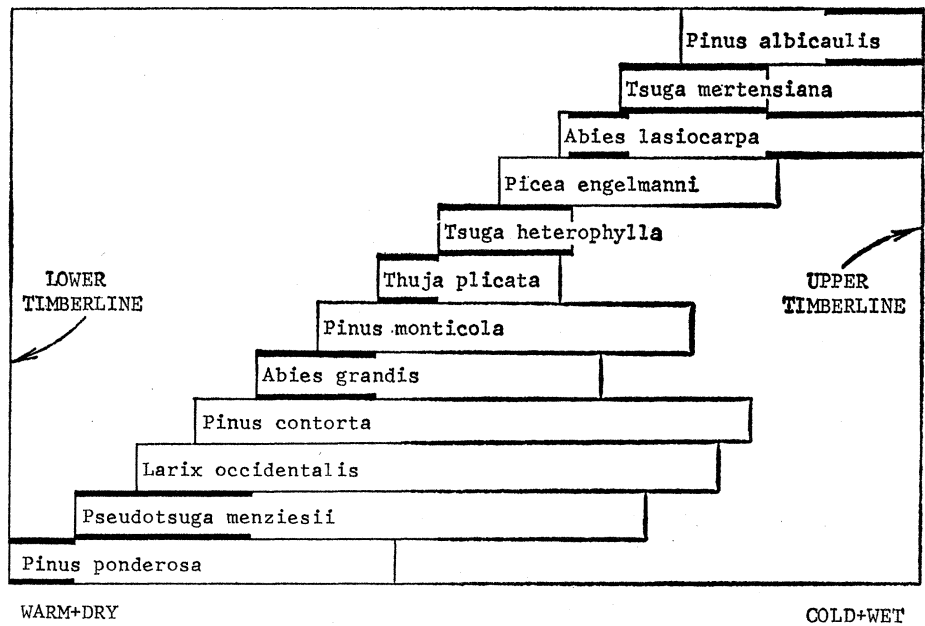 Pinus albicaulis
Tsuga mertensiana
Abies lasiocarpa
Picea engelmanni
Tsuga heterophylla
Thuja plicata
LOWER
TIMBERLINE
UPPER
TIMBERLINE
Pinus monticola
Abies grandis
Pinus contorta
Larix occidentalis
Pseudotsuga menziesii
Pinus ponderosa
WARM+DRY
COLD+WET